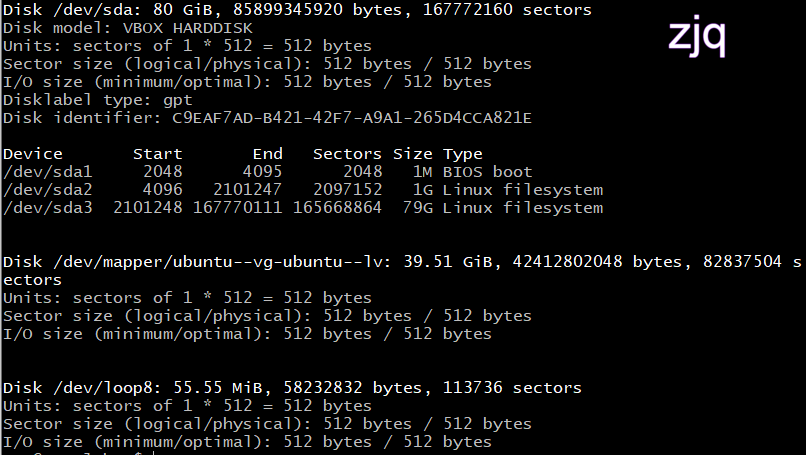 Disk /dev/sda: 80 GiB, 85899345920 bytes, 167772160 sectors
zjq
Disk model: VBOX HARDDISK
Units: sectors of 1 * 512 = 512 bytes
Sector size (logical/physical): 512 bytes / 512 bytes
I/O size (minimum/optimal): 512 bytes / 512 bytes
Disklabel type: gpt
Disk identifier: C9EAF7AD-B421-42F7-A9A1-265D4CCA821E
Device Start End Sectors Size Type
/dev/sda1 2048 4095 2048 1M BIOS boot
/dev/sda2 4096 2101247 2097152 1G Linux filesystem
/dev/sda3 2101248 167770111 165668864 79G Linux filesystem
Disk /dev/mapper/ubuntu--vg-ubuntu--lv: 39.51 GiB, 42412802048 bytes, 82837504 s
ectors
Units: sectors of 1 * 512 = 512 bytes
Sector size (logical/physical): 512 bytes / 512 bytes
I/O size (minimum/optimal): 512 bytes / 512 bytes
Disk /dev/loop8: 55.55 MiB, 58232832 bytes, 113736 sectors
Units: sectors of 1 * 512 = 512 bytes
Sector size (logical/physical): 512 bytes / 512 bytes
I/O size (minimum/optimal): 512 bytes / 512 bytes